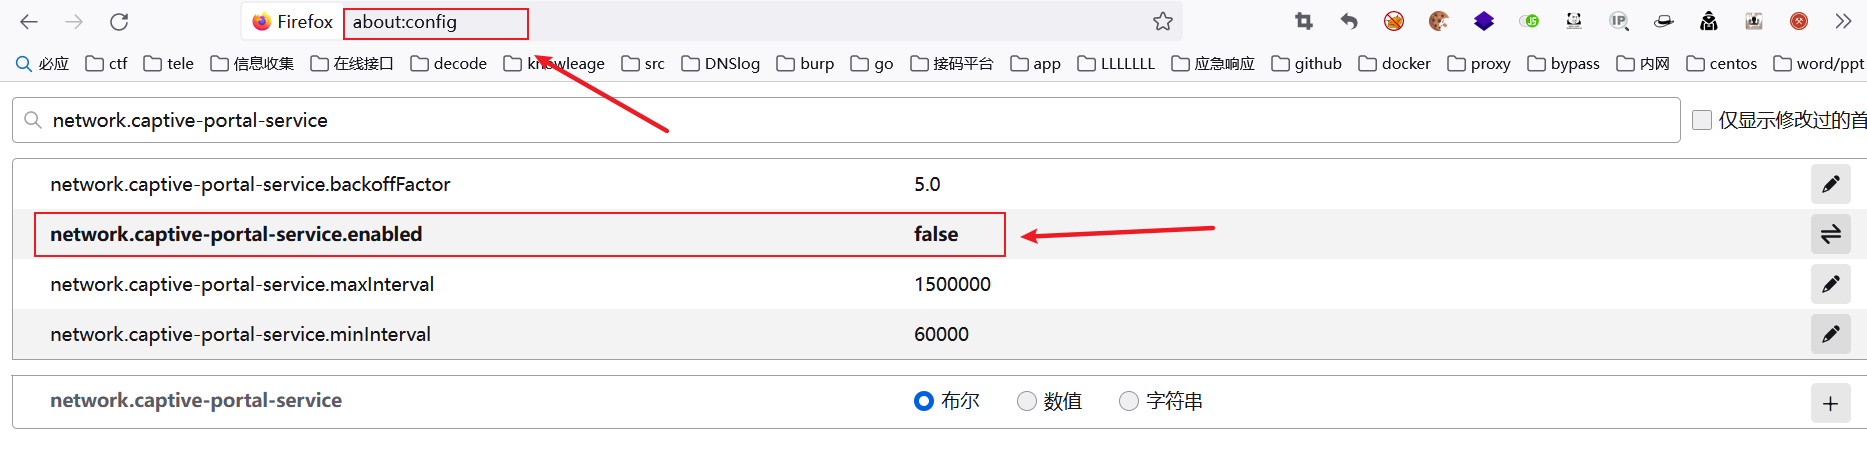 Firefox about:config
必应 ctf tele 信息收集 在线接口 decode knowleage src DNSlog burp go 接码平台 app LLLLLLL 应急响应 github docker proxy bypass 内网 centos word/ppt
network.captive-portal-service 仅显示修改过的首
network.captive-portal-service.backoffFactor 5.0
network.captive-portal-service.enabled false
network.captive-portal-service.maxInterval 1500000
network.captive-portal-service.minInterval 60000
network.captive-portal-service 布尔 数值 字符串